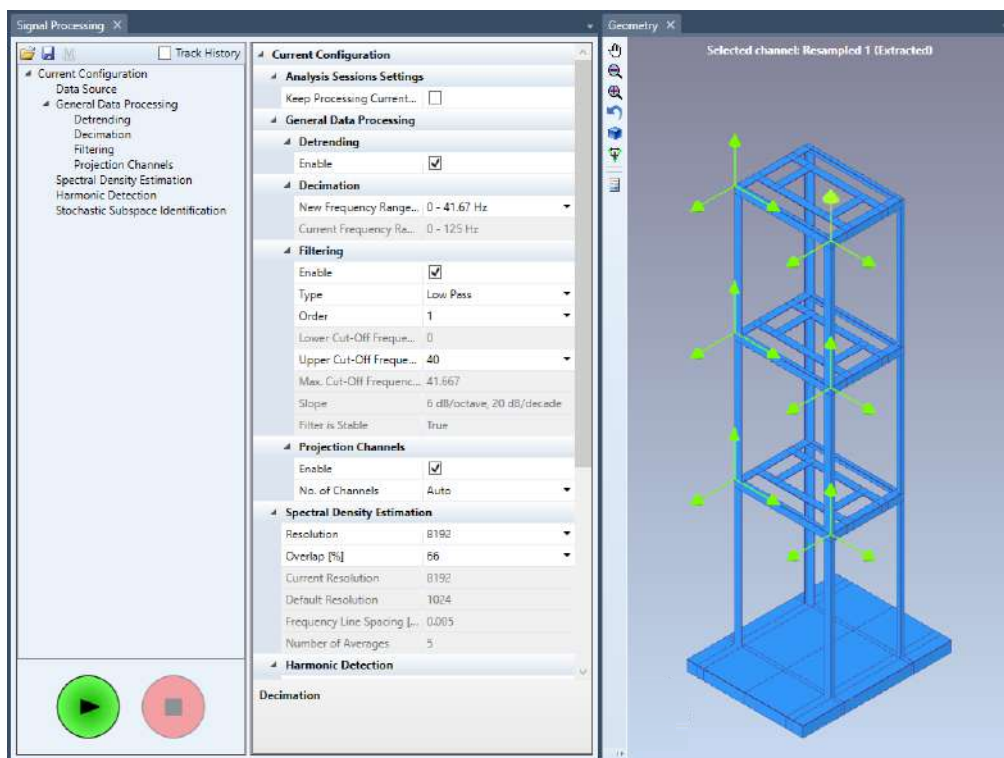 Signal Processing
Geometry
Track History
Current Configuration
Data Source
General Data Processing
Detrending
Decimation
Filtering
Projection Channels
Spectral Density Estimation
Harmonic Detection
Stochastic Subspace Identification
Current Configuration
Analysis Sessions Settings
Keep Processing Current...
General Data Processing
Detrending
Enable
Decimation
New Frequency Range... 0 - 41.67 Hz
Current Frequency Ra... 0 - 125 Hz
Filtering
Enable
Type Low Pass
Order 1
Lower Cut-Off Freque... 0
Upper Cut-Off Freque... 40
Max. Cut-Off Frequenc... 41.667
Slope 6 dB/octave, 20 dB/decade
Filter is Stable True
Projection Channels
Enable
No. of Channels Auto
Spectral Density Estimation
Resolution 8192
Overlap [%] 66
Current Resolution 8192
Default Resolution 1024
Frequency Line Spacing [... 0.005
Number of Averages 5
Harmonic Detection
Decimation
Selected channel: Resampled 1 (Extracted)